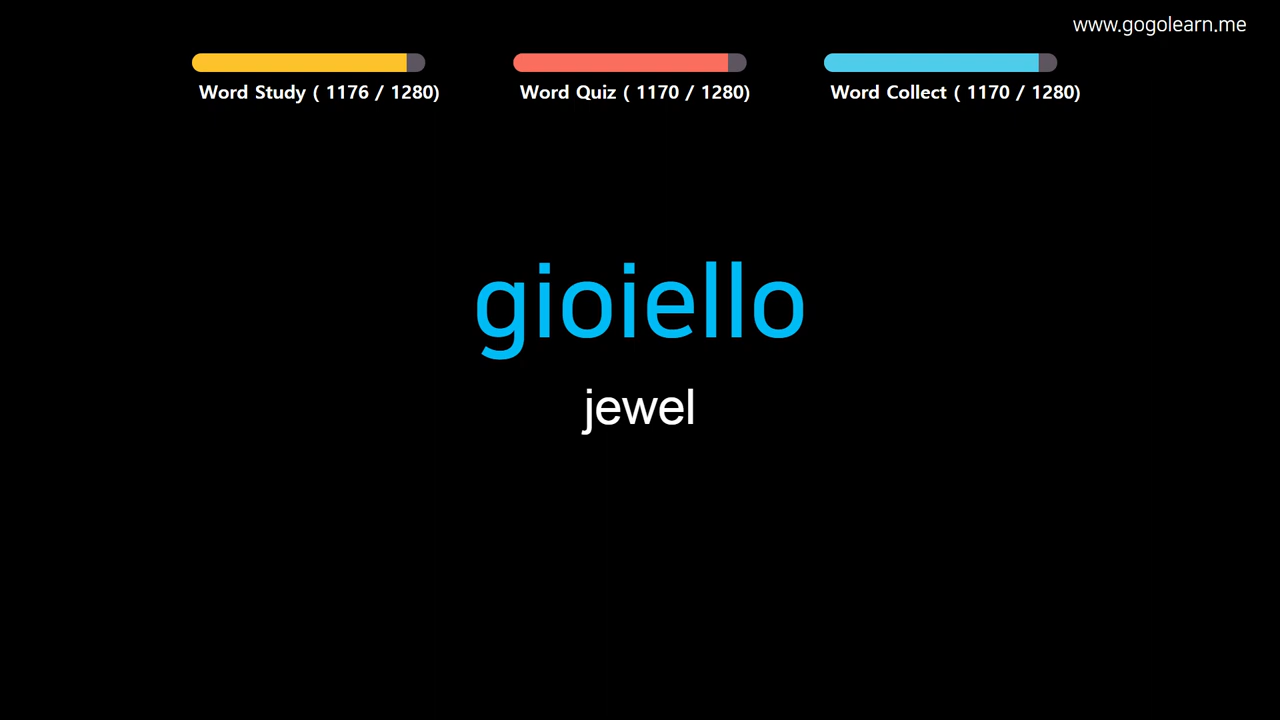 www.gogolearn.me
Word Study ( 1176 / 1280)
Word Quiz ( 1170 / 1280)
Word Collect ( 1170 / 1280)
gioiello
jewel